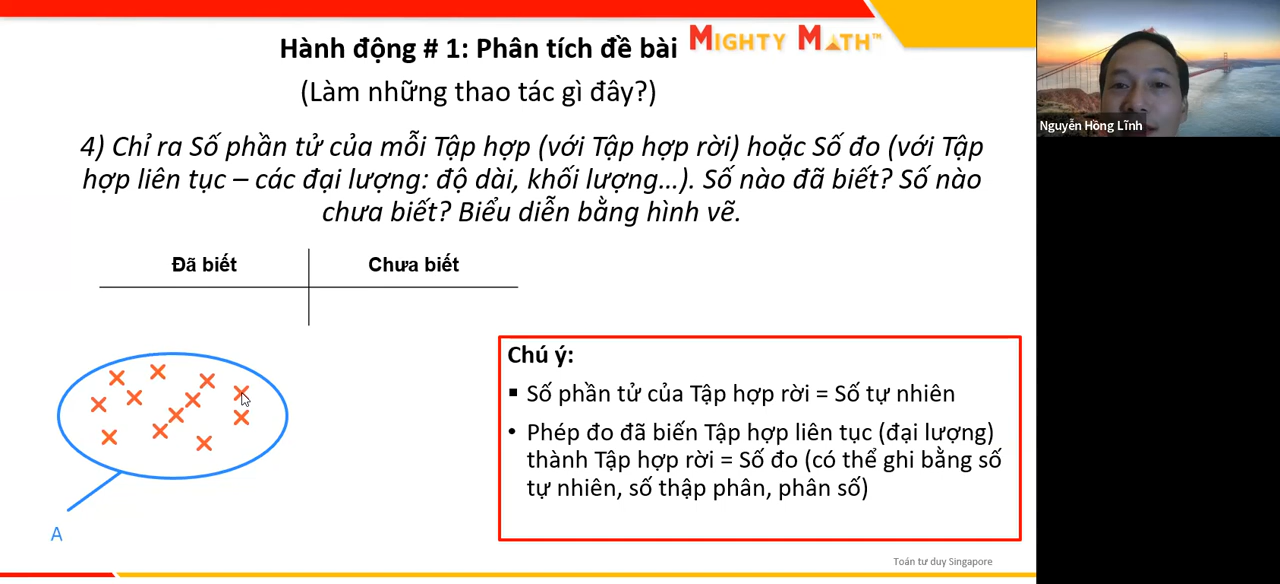 Hành động # 1: Phân tích đề bài
MIGHTY MATH™
(Làm những thao tác gì đây?)
Nguyễn Hồng Lĩnh
4) Chỉ ra Số phần tử của mỗi Tập hợp (với Tập hợp rời) hoặc Số đo (với Tập
hợp liên tục – các đại lượng: độ dài, khối lượng…). Số nào đã biết? Số nào
chưa biết? Biểu diễn bằng hình vẽ.
Đã biết
Chưa biết
A
Chú ý:
▪ Số phần tử của Tập hợp rời = Số tự nhiên
• Phép đo đã biến Tập hợp liên tục (đại lượng)
thành Tập hợp rời = Số đo (có thể ghi bằng số
tự nhiên, số thập phân, phân số)
Toán tư duy Singapore